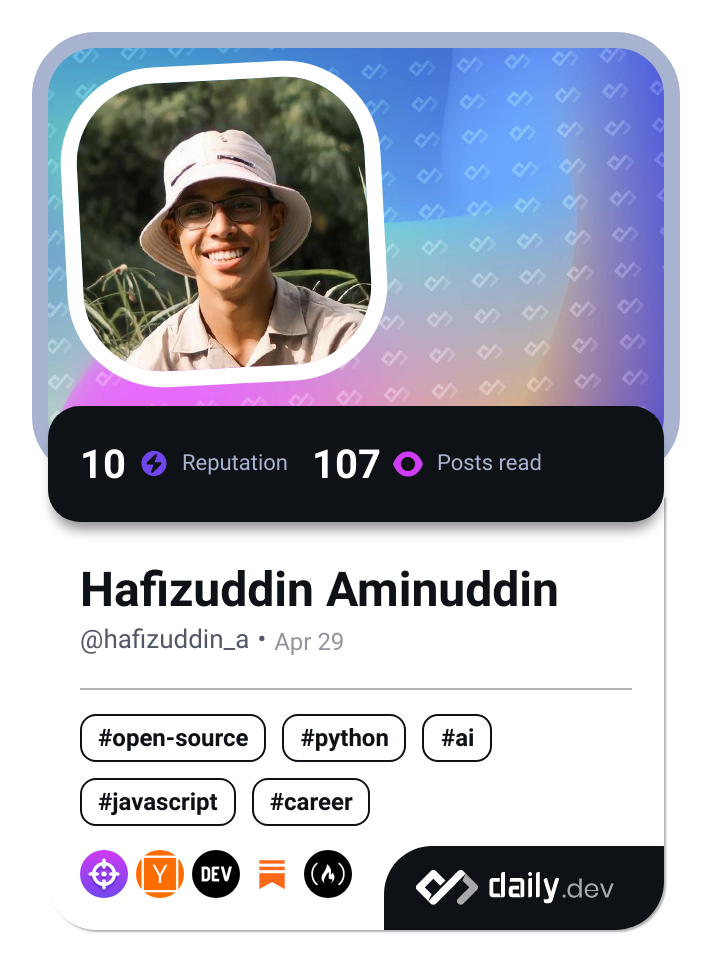 10 Reputation 107 Posts read
Hafizuddin Aminuddin
@hafizuddin_a • Apr 29
#open-source #python #ai
#javascript #career
Y DEV daily.dev